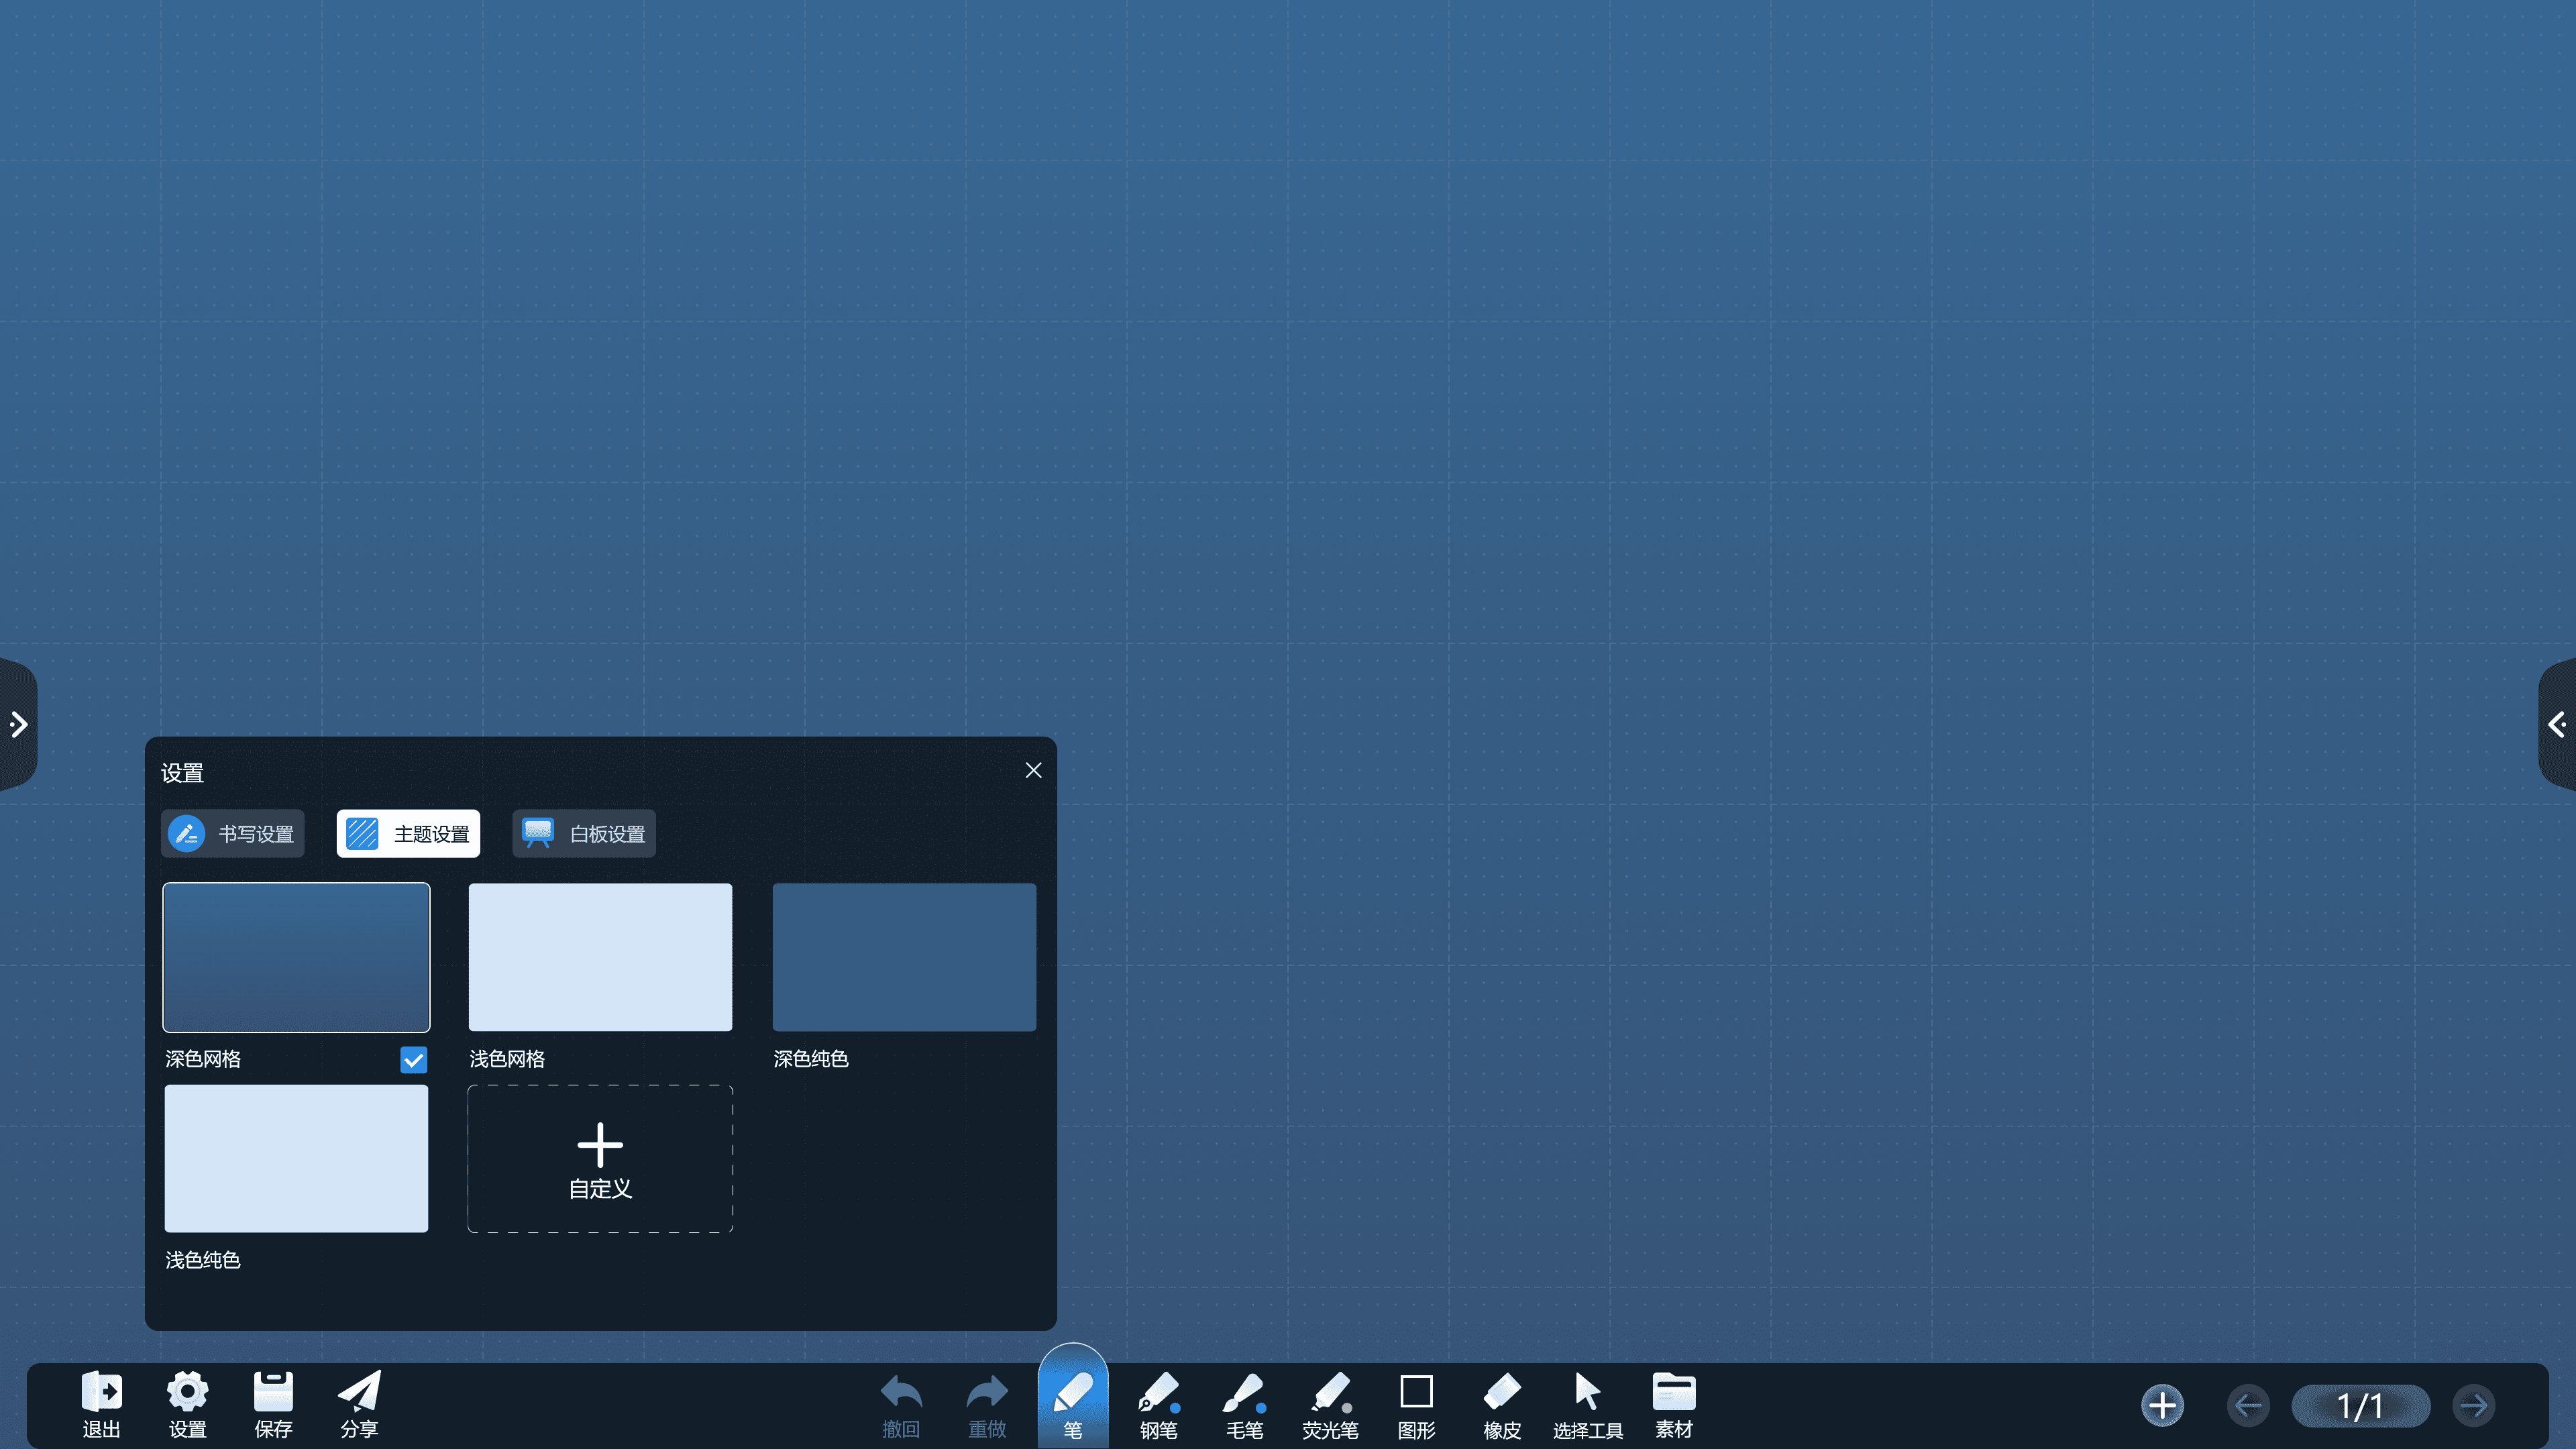 设置
书写设置 主题设置 白板设置
深色网格 浅色网格 深色纯色
自定义
浅色纯色
退出 设置 保存 分享 撤回 重做 笔 钢笔 毛笔 荧光笔 图形 橡皮 选择工具 素材 1/1